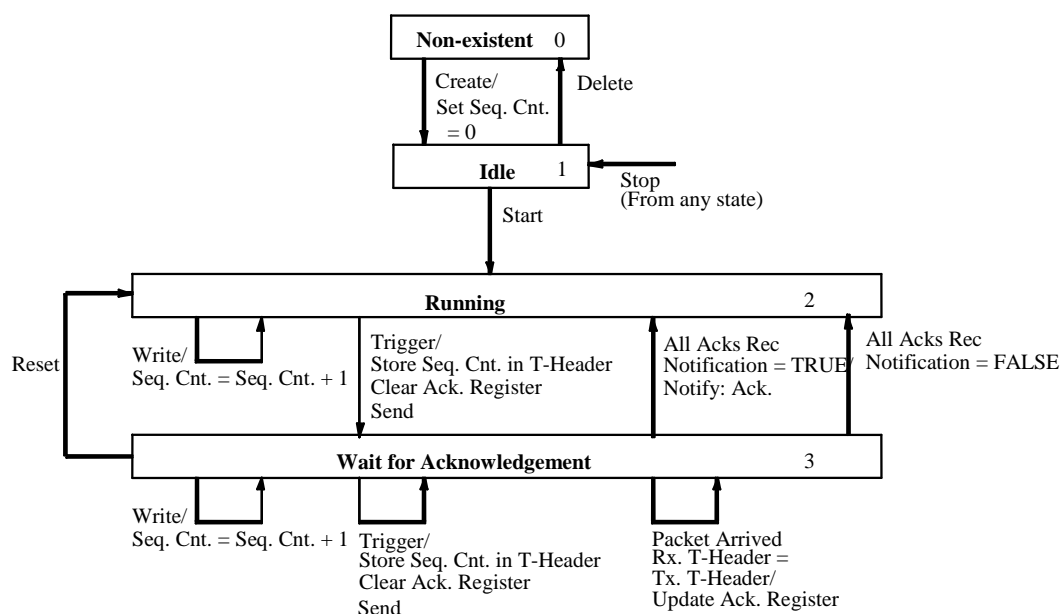 Non-existent 0
Create/
Set Seq. Cnt.
= 0
Delete
Idle 1
Stop
(From any state)
Start
Running 2
Reset
Write/
Seq. Cnt. = Seq. Cnt. + 1
Trigger/
Store Seq. Cnt. in T-Header
Clear Ack. Register
Send
All Acks Rec
Notification = TRUE/
Notify: Ack.
All Acks Rec
Notification = FALSE
Wait for Acknowledgement 3
Write/
Seq. Cnt. = Seq. Cnt. + 1
Trigger/
Store Seq. Cnt. in T-Header
Clear Ack. Register
Send
Packet Arrived
Rx. T-Header =
Tx. T-Header/
Update Ack. Register